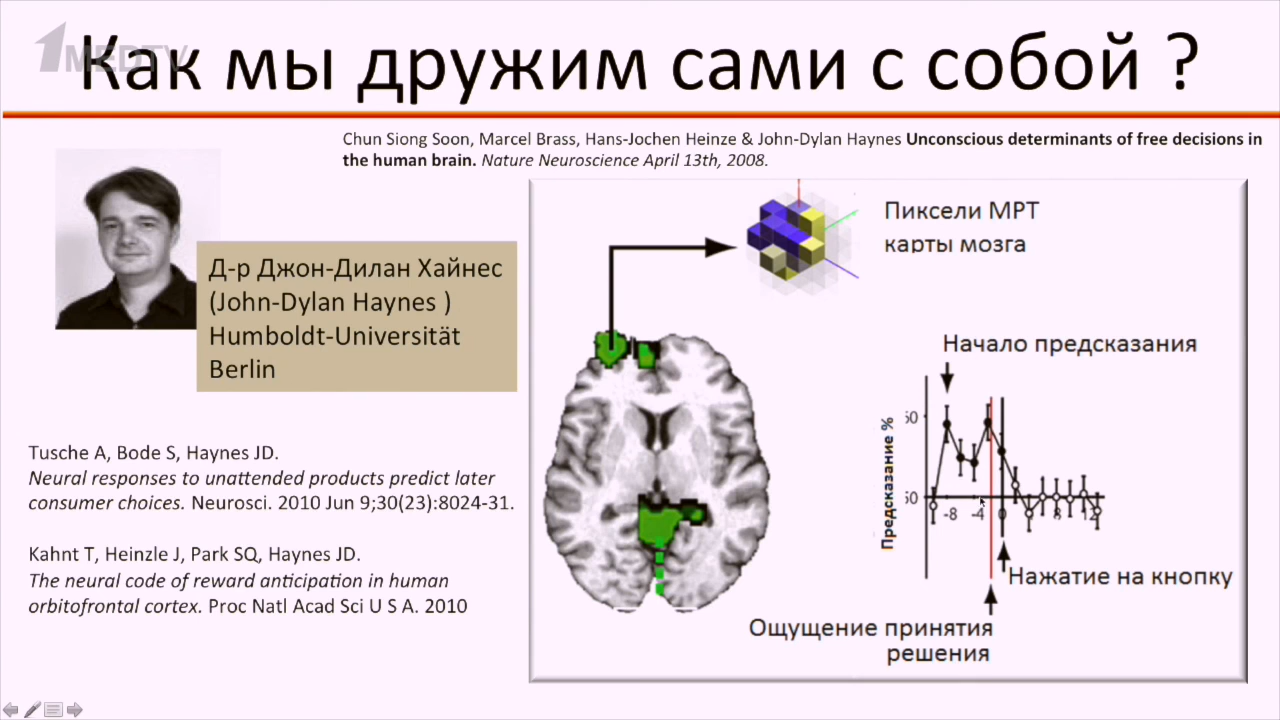 1MEDTV
Как мы дружим сами с собой ?
Chun Siong Soon, Marcel Brass, Hans-Jochen Heinze & John-Dylan Haynes Unconscious determinants of free decisions in
the human brain. Nature Neuroscience April 13th, 2008.
Д-р Джон-Дилан Хайнес
(John-Dylan Haynes )
Humboldt-Universität
Berlin
Tusche A, Bode S, Haynes JD.
Neural responses to unattended products predict later
consumer choices. Neurosci. 2010 Jun 9;30(23):8024-31.
Kahnt T, Heinzle J, Park SQ, Haynes JD.
The neural code of reward anticipation in human
orbitofrontal cortex. Proc Natl Acad Sci U S A. 2010
Пиксели МРТ
карты мозга
Начало предсказания
Предсказание %
-8 -4 0 8 12
Нажатие на кнопку
Ощущение принятия
решения